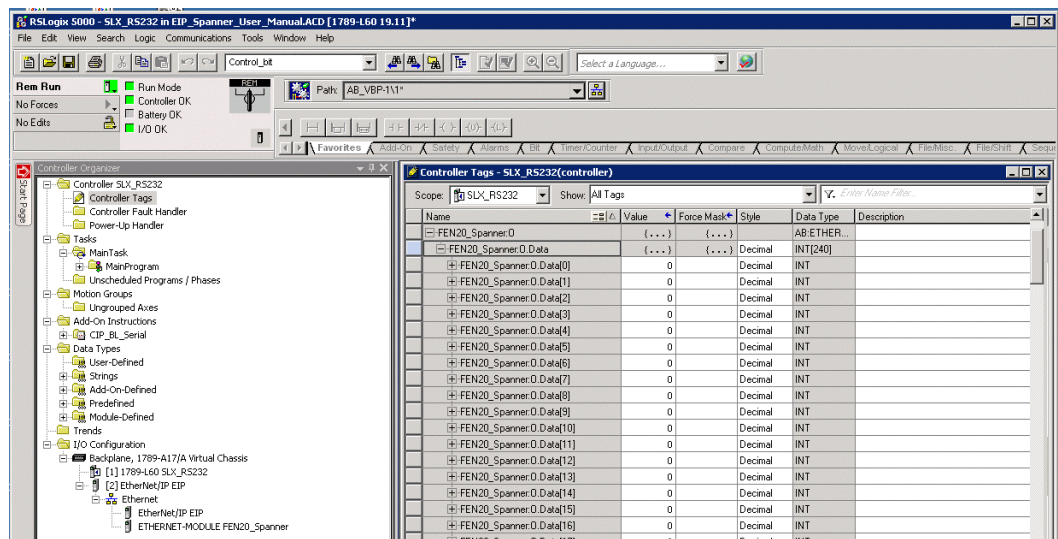 RSLogix 5000 - SLX_RS232 in EIP_Spanner_User_Manual.ACD [1789-L60 19.11]*
File Edit View Search Logic Communications Tools Window Help
Control_bit
Select a Language...
Rem Run
Run Mode
REM
No Forces
Controller OK
Path: AB_VBP-1\1*
Battery OK
No Edits
I/O OK
Favorites Add-On Safety Alarms Bit Timer/Counter Input/Output Compare Compute/Math Move/Logical File/Misc. File/Shift Sequ
Start Page
Controller Organizer
Controller SLX_RS232
Controller Tags
Controller Fault Handler
Power-Up Handler
Tasks
MainTask
MainProgram
Unscheduled Programs / Phases
Motion Groups
Ungrouped Axes
Add-On Instructions
CIP_BL_Serial
Data Types
User-Defined
Strings
Add-On-Defined
Predefined
Module-Defined
Trends
I/O Configuration
Backplane, 1789-A17/A Virtual Chassis
[1] 1789-L60 SLX_RS232
[2] EtherNet/IP EIP
Ethernet
EtherNet/IP EIP
ETHERNET-MODULE FEN20_Spanner
Controller Tags - SLX_RS232(controller)
Scope: SLX_RS232 Show: All Tags Enter Name Filter...
Name Value Force Mask Style Data Type Description
FEN20_Spanner:O {...} {...} AB:ETHER...
FEN20_Spanner:O.Data {...} {...} Decimal INT[240]
FEN20_Spanner:O.Data[0] 0 Decimal INT
FEN20_Spanner:O.Data[1] 0 Decimal INT
FEN20_Spanner:O.Data[2] 0 Decimal INT
FEN20_Spanner:O.Data[3] 0 Decimal INT
FEN20_Spanner:O.Data[4] 0 Decimal INT
FEN20_Spanner:O.Data[5] 0 Decimal INT
FEN20_Spanner:O.Data[6] 0 Decimal INT
FEN20_Spanner:O.Data[7] 0 Decimal INT
FEN20_Spanner:O.Data[8] 0 Decimal INT
FEN20_Spanner:O.Data[9] 0 Decimal INT
FEN20_Spanner:O.Data[10] 0 Decimal INT
FEN20_Spanner:O.Data[11] 0 Decimal INT
FEN20_Spanner:O.Data[12] 0 Decimal INT
FEN20_Spanner:O.Data[13] 0 Decimal INT
FEN20_Spanner:O.Data[14] 0 Decimal INT
FEN20_Spanner:O.Data[15] 0 Decimal INT
FEN20_Spanner:O.Data[16] 0 Decimal INT